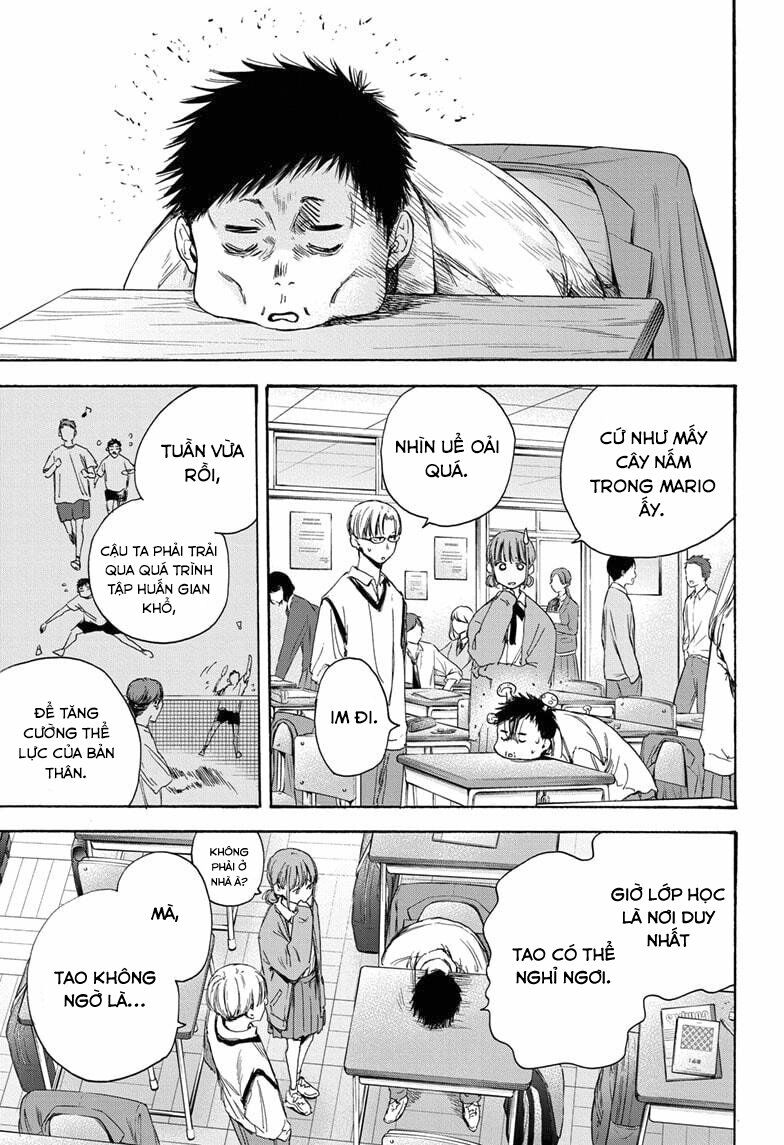 CỨ NHƯ MẤY
CÂY NẤM
TRONG MARIO
ẤY.
NHÌN UỂ OẢI
QUÁ.
IM ĐI.
TUẦN VỪA
RỒI,
CẬU TA PHẢI TRẢI
QUA QUÁ TRÌNH
TẬP HUẤN GIAN
KHỔ,
ĐỂ TĂNG
CƯỜNG THỂ
LỰC CỦA BẢN
THÂN.
GIỜ LỚP HỌC
LÀ NƠI DUY
NHẤT
TAO CÓ THỂ
NGHỈ NGƠI.
KHÔNG
PHẢI Ở
NHÀ À?
MÀ,
TAO KHÔNG
NGỜ LÀ...